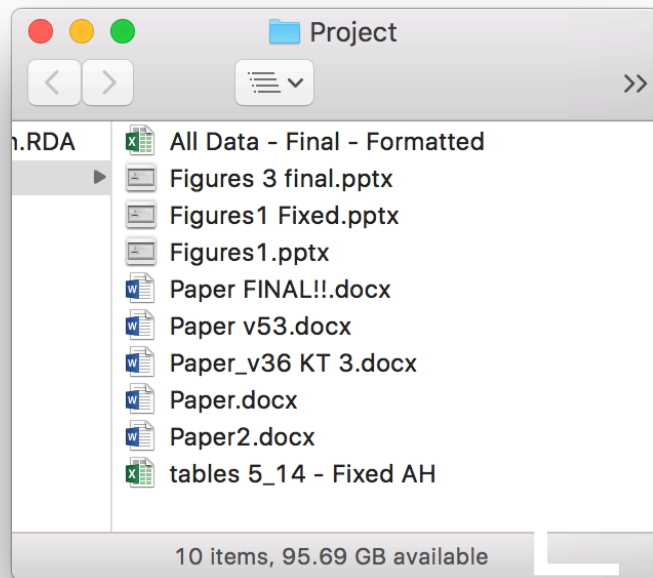 Project
n.RDA
All Data - Final - Formatted
Figures 3 final.pptx
Figures1 Fixed.pptx
Figures1.pptx
Paper FINAL!!.docx
Paper v53.docx
Paper_v36 KT 3.docx
Paper.docx
Paper2.docx
tables 5_14 - Fixed AH
10 items, 95.69 GB available